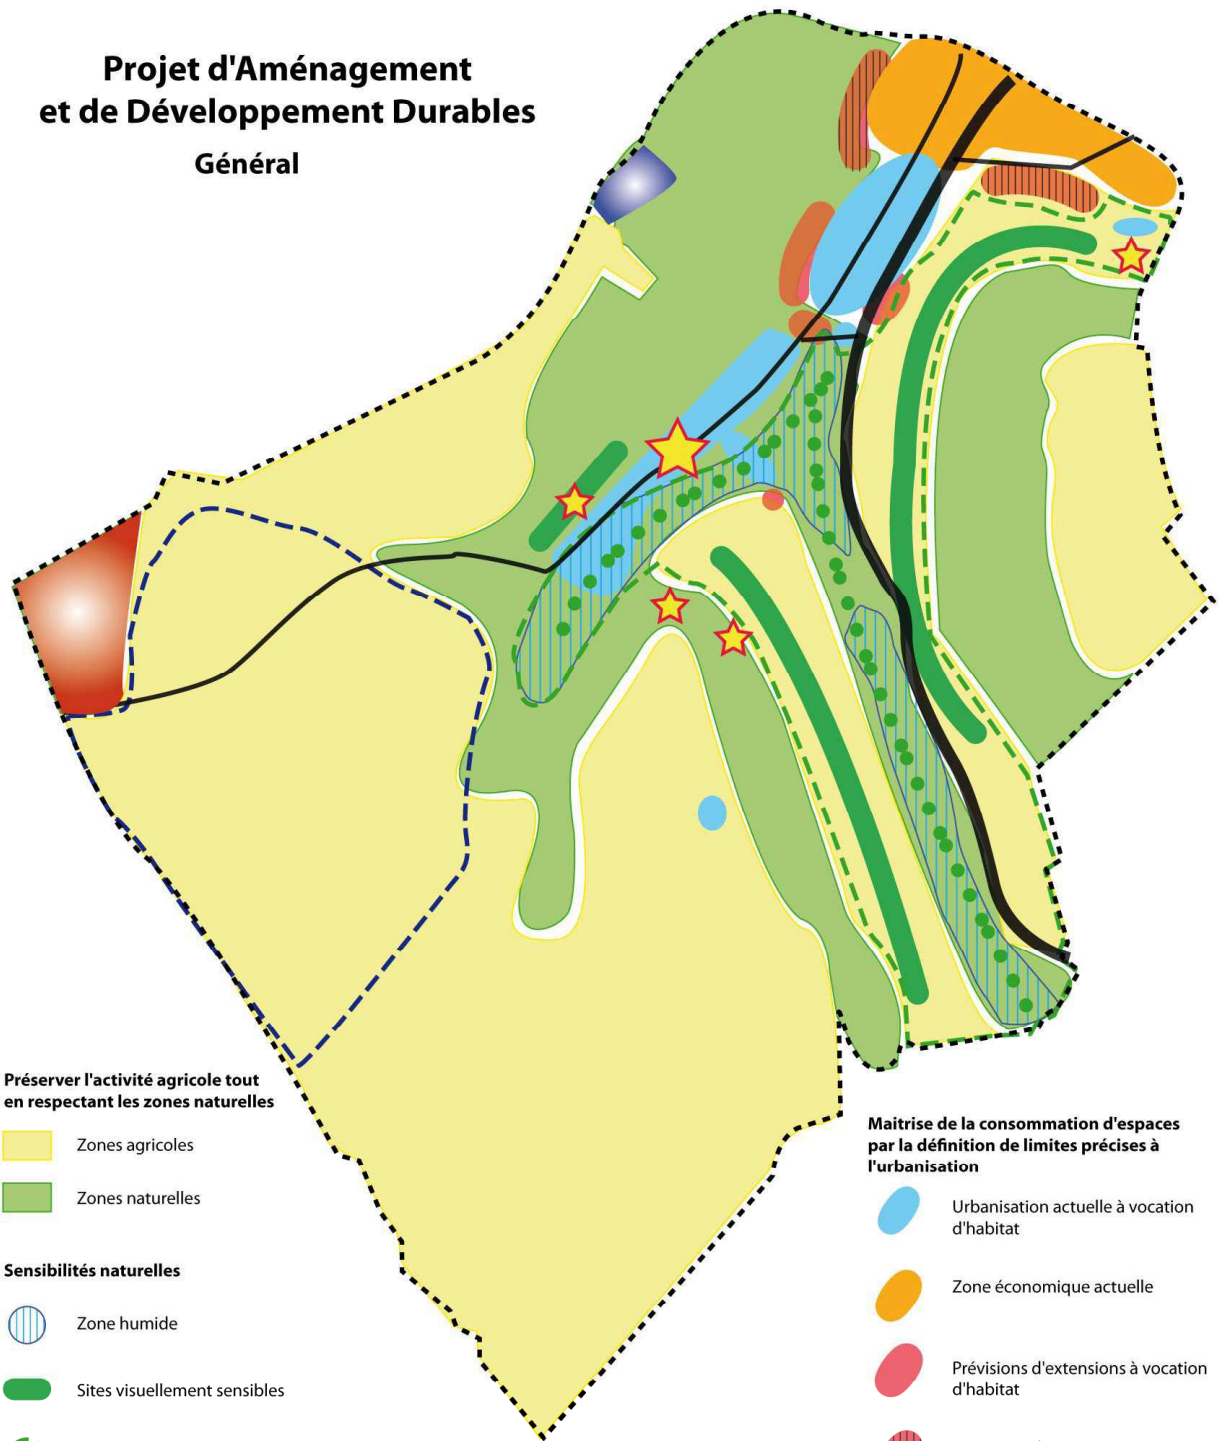 Projet d'Aménagement
et de Développement Durables
Général
Préserver l'activité agricole tout
en respectant les zones naturelles
Zones agricoles
Zones naturelles
Sensibilités naturelles
Zone humide
Sites visuellement sensibles
Maitrise de la consommation d'espaces
par la définition de limites précises à
l'urbanisation
Urbanisation actuelle à vocation
d'habitat
Zone économique actuelle
Prévisions d'extensions à vocation
d'habitat